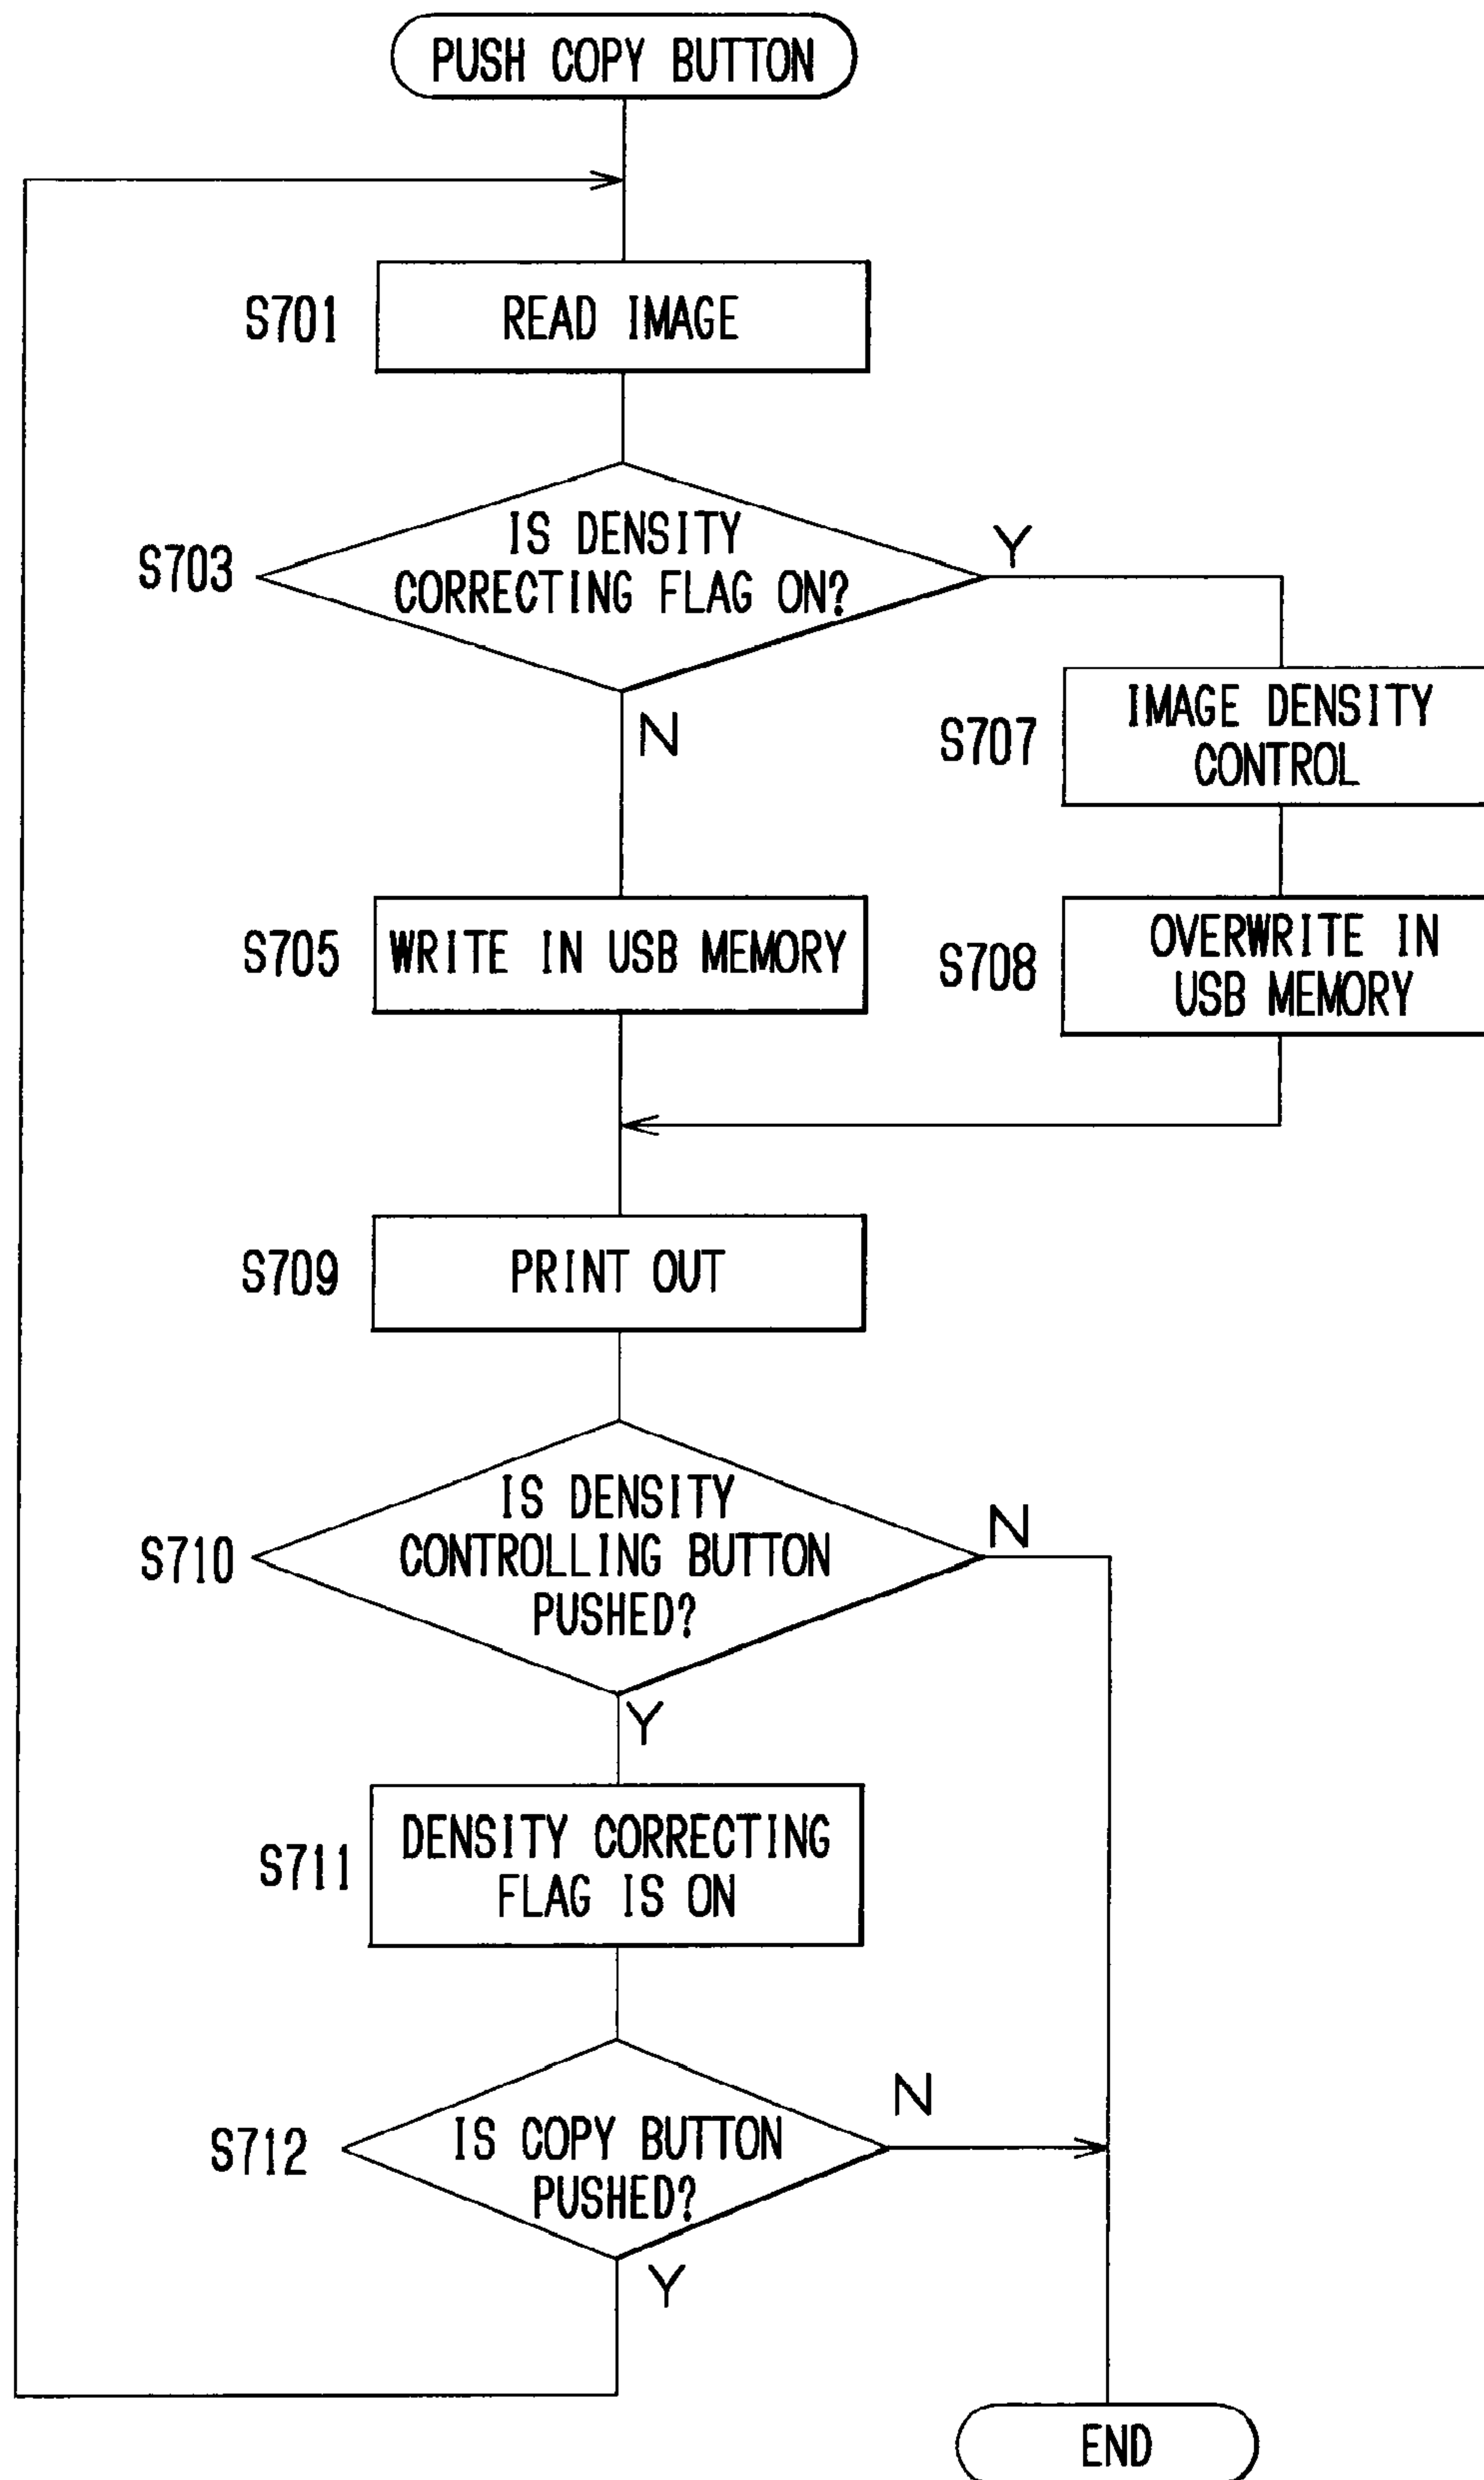 PUSH COPY BUTTON
S701
READ IMAGE
S703
IS DENSITY
CORRECTING FLAG ON?
Y
N
S707
IMAGE DENSITY
CONTROL
S705
WRITE IN USB MEMORY
S708
OVERWRITE IN
USB MEMORY
S709
PRINT OUT
S710
IS DENSITY
CONTROLLING BUTTON
PUSHED?
N
Y
S711
DENSITY CORRECTING
FLAG IS ON
S712
IS COPY BUTTON
PUSHED?
N
Y
END